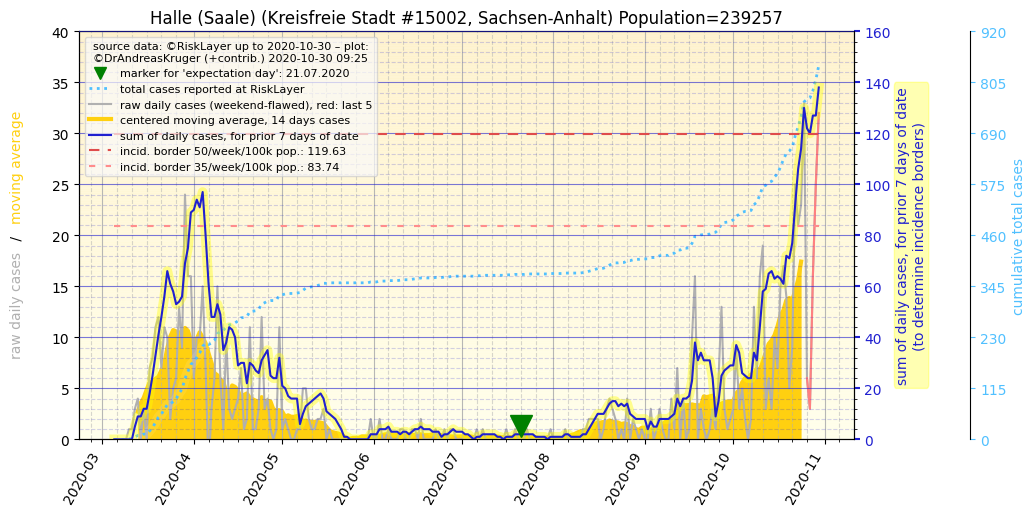 Halle (Saale) (Kreisfreie Stadt #15002, Sachsen-Anhalt) Population=239257
source data: ©RiskLayer up to 2020-10-30 – plot:
©DrAndreasKruger (+contrib.) 2020-10-30 09:25
marker for 'expectation day': 21.07.2020
total cases reported at RiskLayer
raw daily cases (weekend-flawed), red: last 5
centered moving average, 14 days cases
sum of daily cases, for prior 7 days of date
incid. border 50/week/100k pop.: 119.63
incid. border 35/week/100k pop.: 83.74
raw daily cases / moving average
40
35
30
25
20
15
10
5
0
160
140
120
100
80
60
40
20
0
sum of daily cases, for prior 7 days of date
(to determine incidence borders)
920
805
690
575
460
345
230
115
0
cumulative total cases
2020-03
2020-04
2020-05
2020-06
2020-07
2020-08
2020-09
2020-10
2020-11